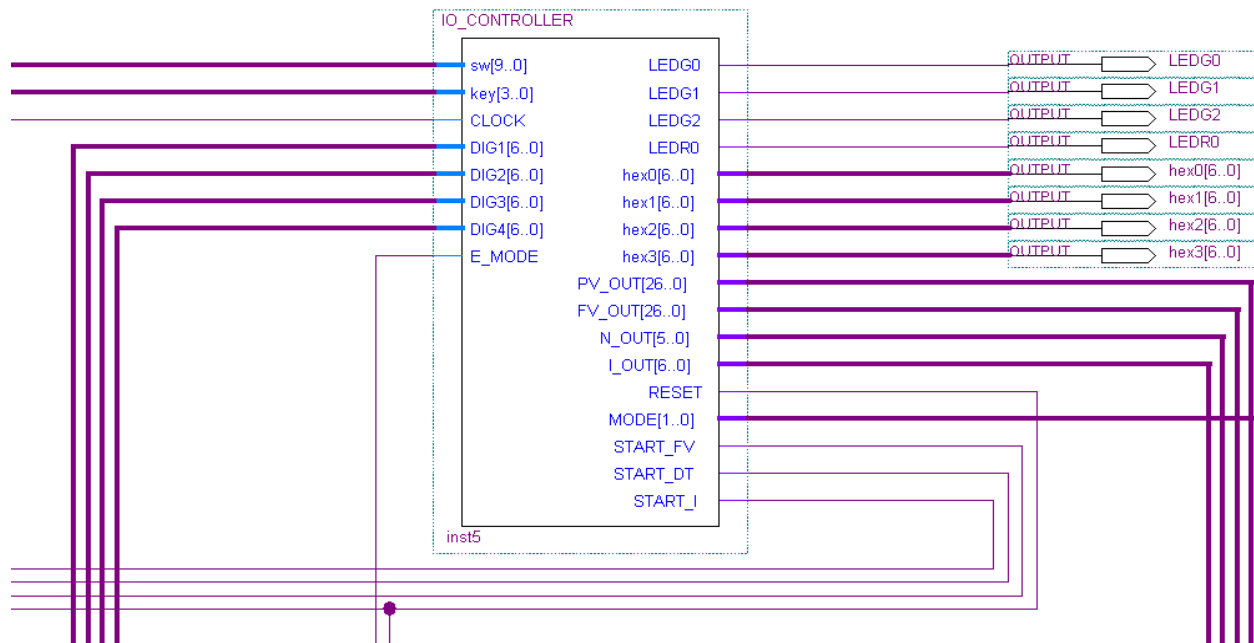 IO_CONTROLLER
sw[9..0] LEDG0
key[3..0] LEDG1
CLOCK LEDG2
DIG1[6..0] LEDR0
DIG2[6..0] hex0[6..0]
DIG3[6..0] hex1[6..0]
DIG4[6..0] hex2[6..0]
E_MODE hex3[6..0]
PV_OUT[26..0]
FV_OUT[26..0]
N_OUT[5..0]
I_OUT[6..0]
RESET
MODE[1..0]
START_FV
START_DT
START_I
inst5
OUTPUT LEDG0
OUTPUT LEDG1
OUTPUT LEDG2
OUTPUT LEDR0
OUTPUT hex0[6..0]
OUTPUT hex1[6..0]
OUTPUT hex2[6..0]
OUTPUT hex3[6..0]